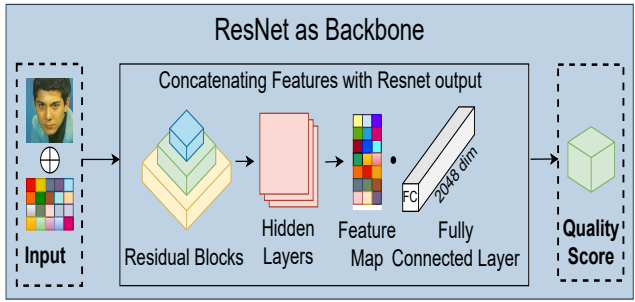 ResNet as Backbone
Concatenating Features with Resnet output
FC
2048 dim
Input
Residual Blocks
Hidden
Layers
Feature
Map
Fully
Connected Layer
Quality
Score